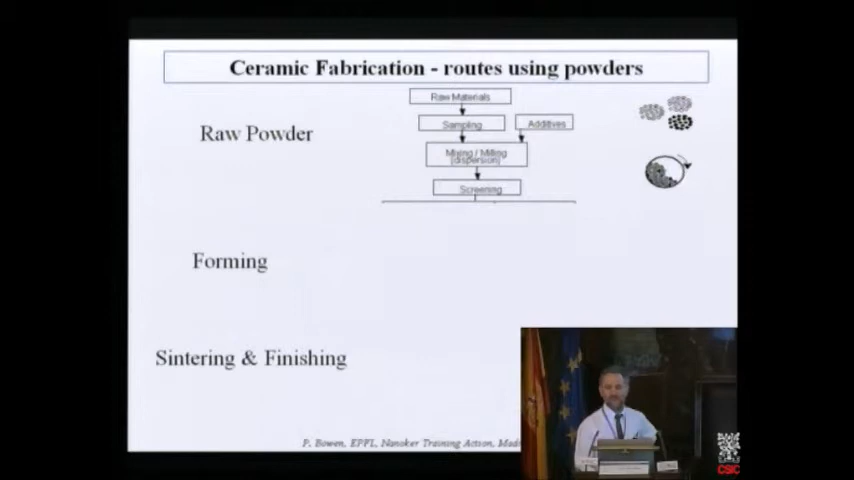 Ceramic Fabrication - routes using powders
Raw Materials
Raw Powder
Sampling
Additives
Mixing / Milling
(dispersion)
Screening
Forming
Sintering & Finishing
P. Bowen, EPFL, Nanoker Training Action,
CSIC